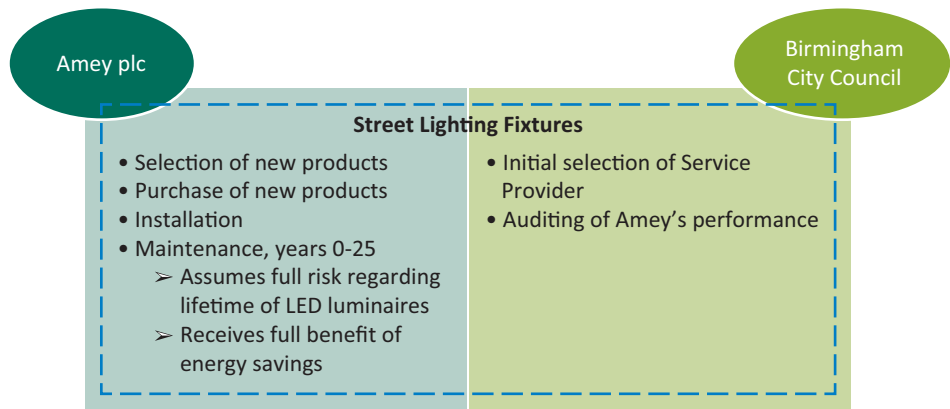 Amey plc
Birmingham
City Council
Street Lighting Fixtures
• Selection of new products
• Purchase of new products
• Installation
• Maintenance, years 0-25
➢ Assumes full risk regarding
lifetime of LED luminaires
➢ Receives full benefit of
energy savings
• Initial selection of Service
Provider
• Auditing of Amey’s performance